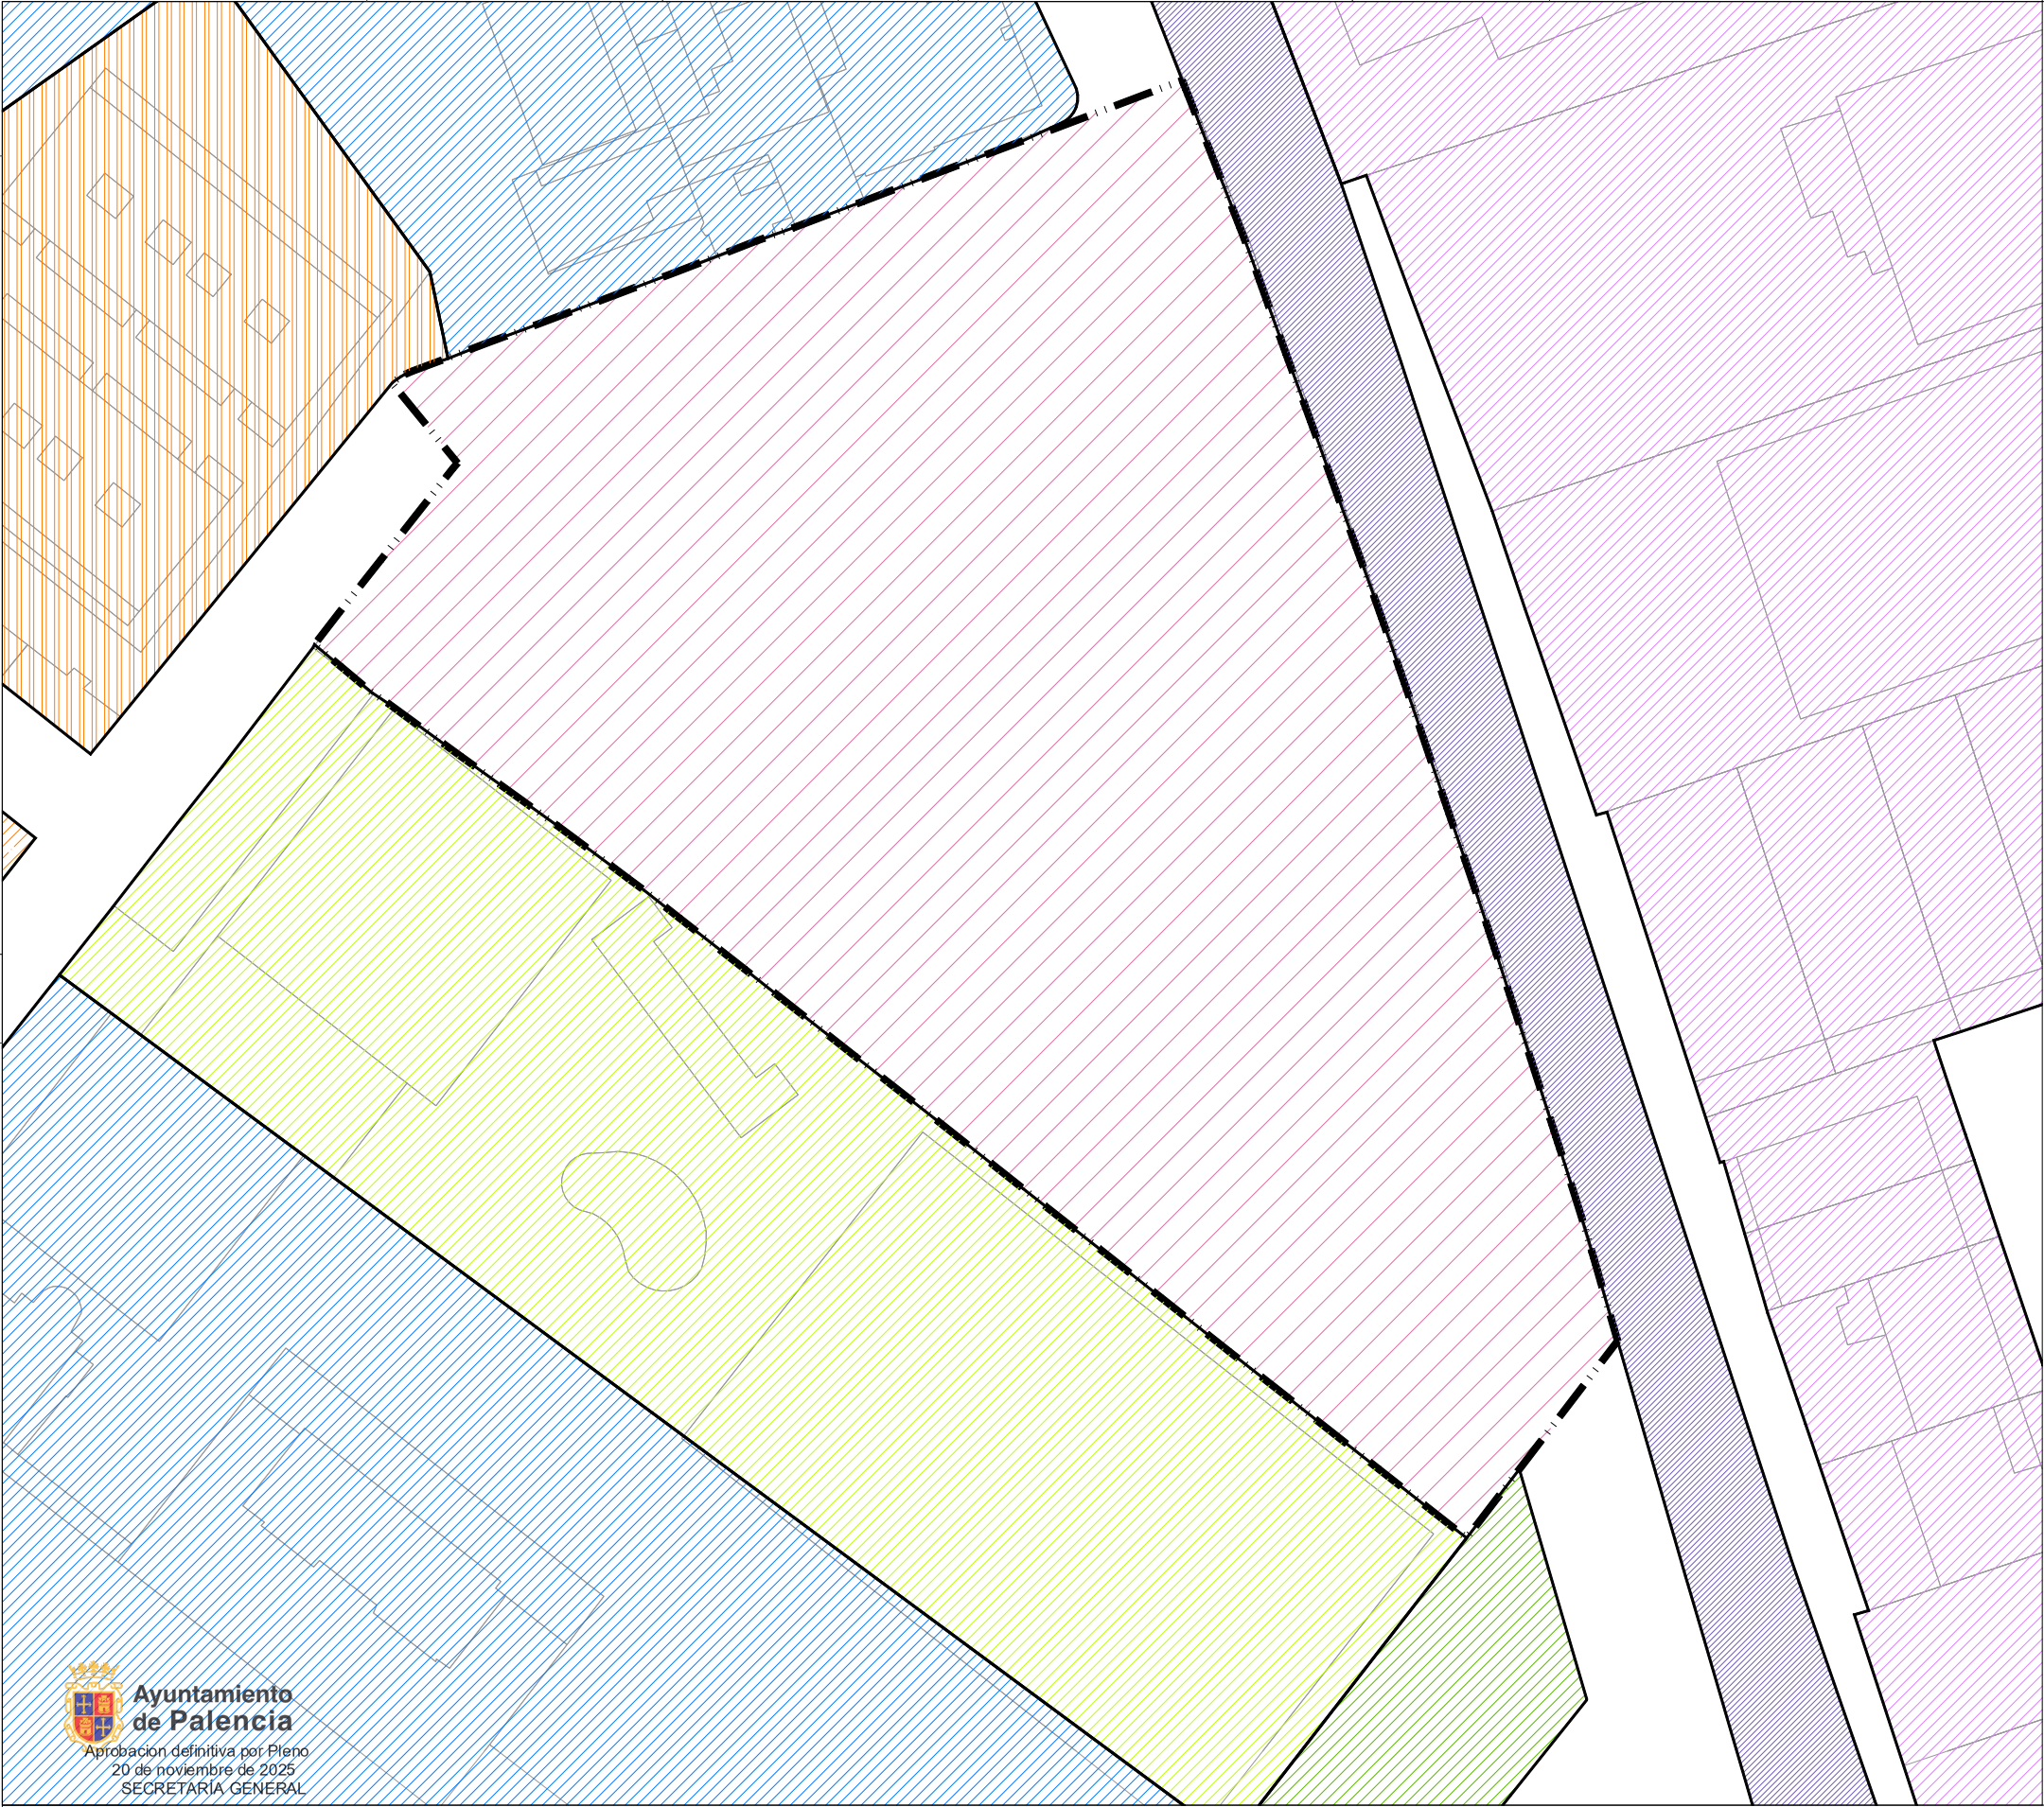 Ayuntamiento
de Palencia
Aprobacion definitiva por Pleno
20 de noviembre de 2025
SECRETARÍA GENERAL